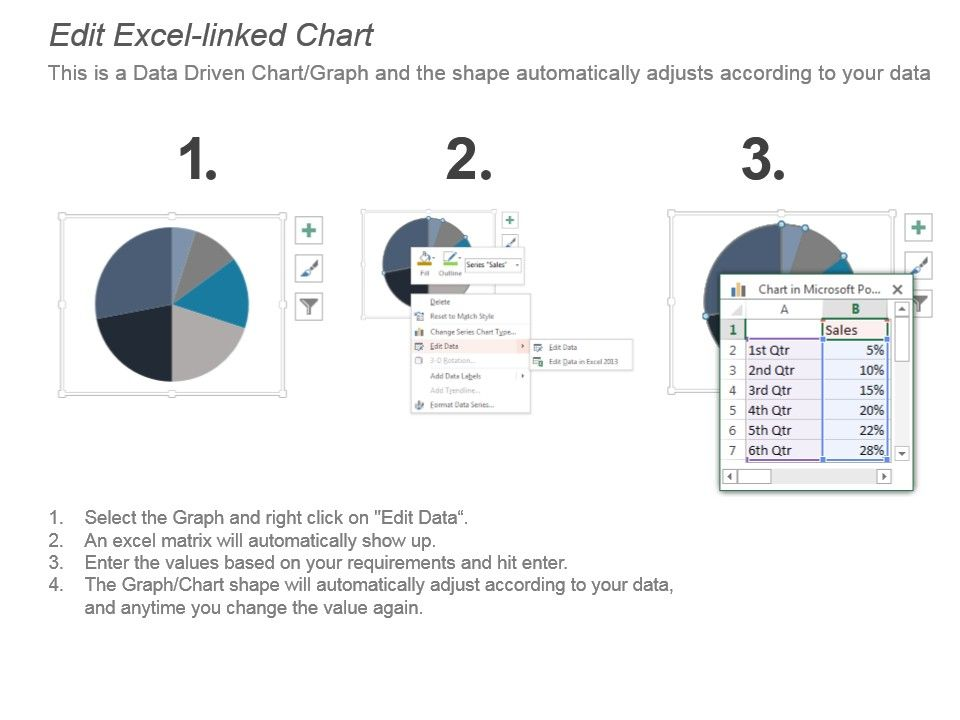 Edit Excel-linked Chart
This is a Data Driven Chart/Graph and the shape automatically adjusts according to your data
1.
2.
3.
Fill Outline Series "Sales"
Delete
Reset to Match Style
Change Series Chart Type...
Edit Data
3-D Rotation...
Add Data Labels
Add Trendline...
Format Data Series...
Edit Data
Edit Data in Excel 2013
Chart in Microsoft Po...
A B
1 Sales
2 1st Qtr 5%
3 2nd Qtr 10%
4 3rd Qtr 15%
5 4th Qtr 20%
6 5th Qtr 22%
7 6th Qtr 28%
1. Select the Graph and right click on "Edit Data“.
2. An excel matrix will automatically show up.
3. Enter the values based on your requirements and hit enter.
4. The Graph/Chart shape will automatically adjust according to your data,
and anytime you change the value again.